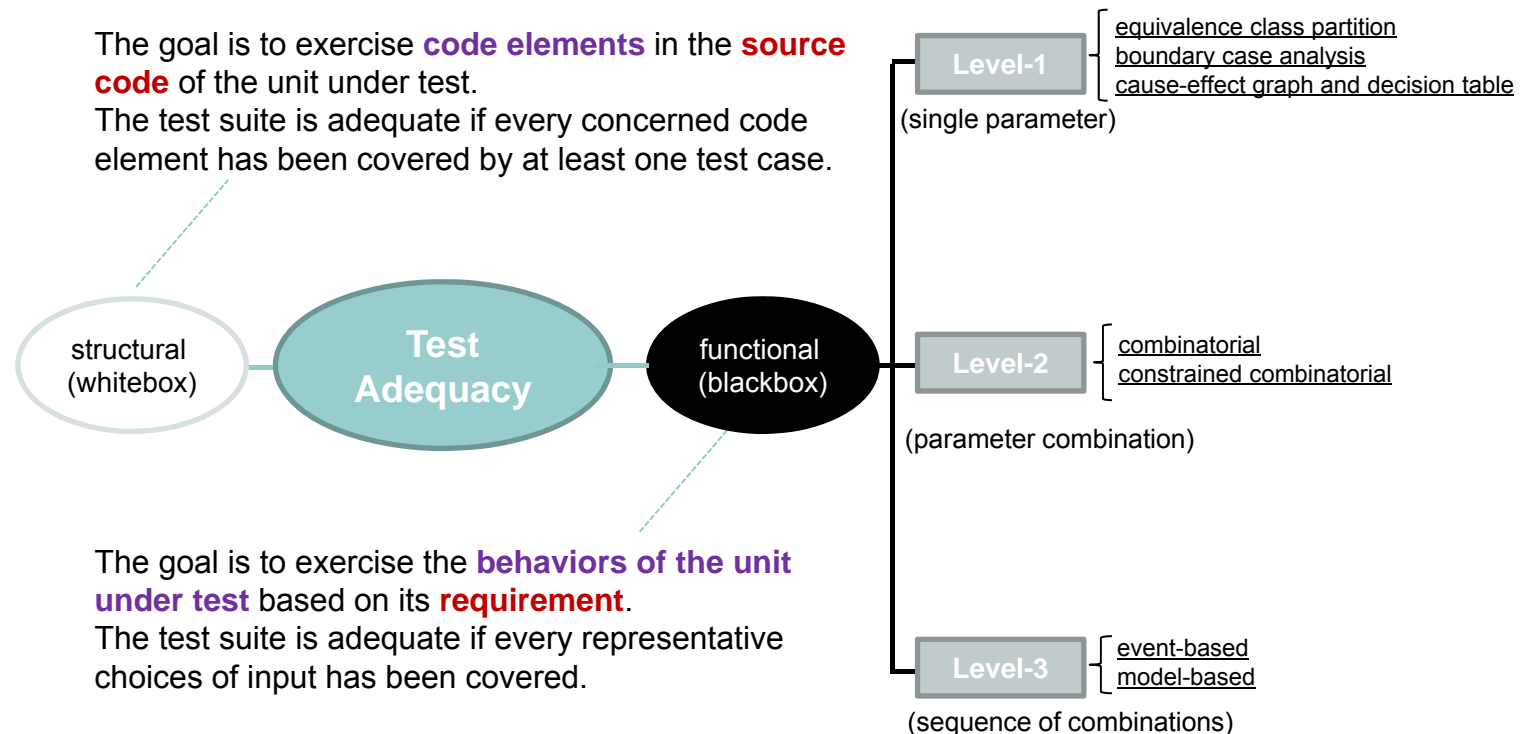 The goal is to exercise code elements in the source
code of the unit under test.
The test suite is adequate if every concerned code
element has been covered by at least one test case.
structural
(whitebox)
Test
Adequacy
functional
(blackbox)
The goal is to exercise the behaviors of the unit
under test based on its requirement.
The test suite is adequate if every representative
choices of input has been covered.
Level-1
(single parameter)
equivalence class partition
boundary case analysis
cause-effect graph and decision table
Level-2
(parameter combination)
combinatorial
constrained combinatorial
Level-3
(sequence of combinations)
event-based
model-based